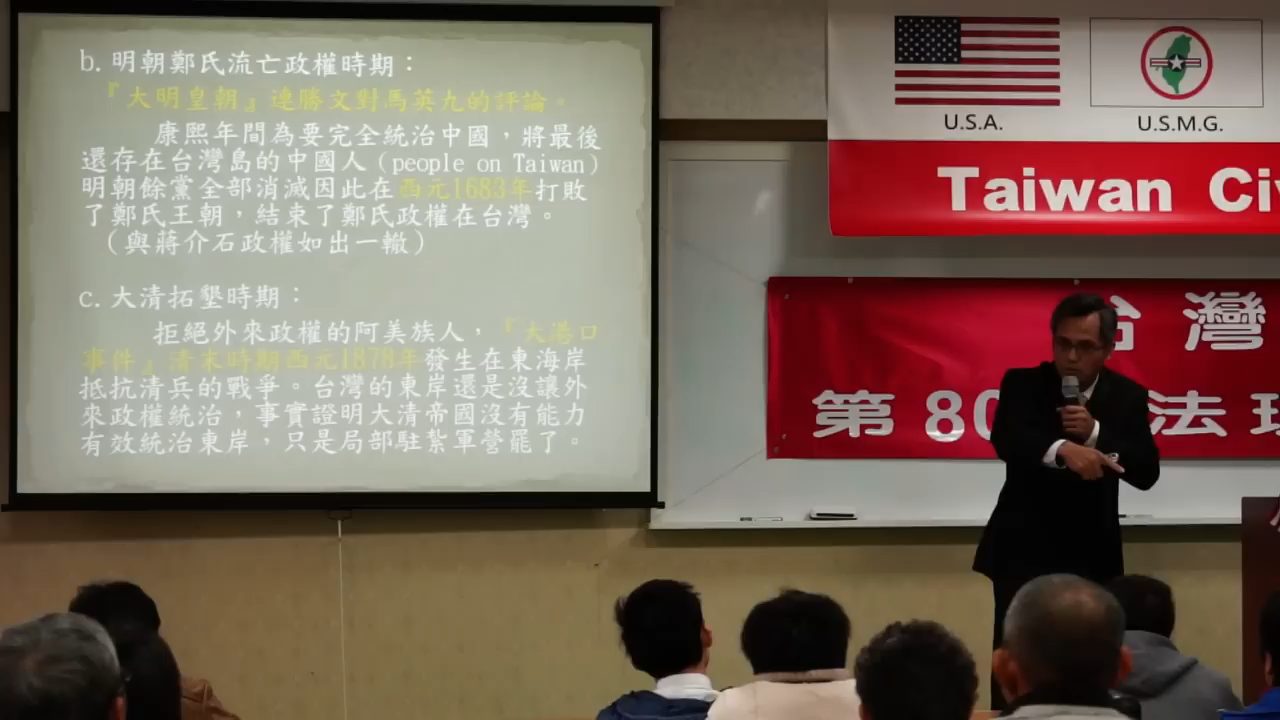 b. 明朝鄭氏流亡政權時期：
『大明皇朝』連勝文對馬英九的評論。
康熙年間為要完全統治中國，將最後
還存在台灣島的中國人（people on Taiwan）
明朝餘黨全部消滅因此在西元1683年打敗
了鄭氏王朝，結束了鄭氏政權在台灣。
（與蔣介石政權如出一轍）
c. 大清拓墾時期：
拒絕外來政權的阿美族人，『大港口
事件』清末時期西元1878年發生在東海岸
抵抗清兵的戰爭。台灣的東岸還是沒讓外
來政權統治，事實證明大清帝國沒有能力
有效統治東岸，只是局部駐紮軍營罷了。
U.S.A.
U.S.M.G.
Taiwan Ci
台灣
第80 法